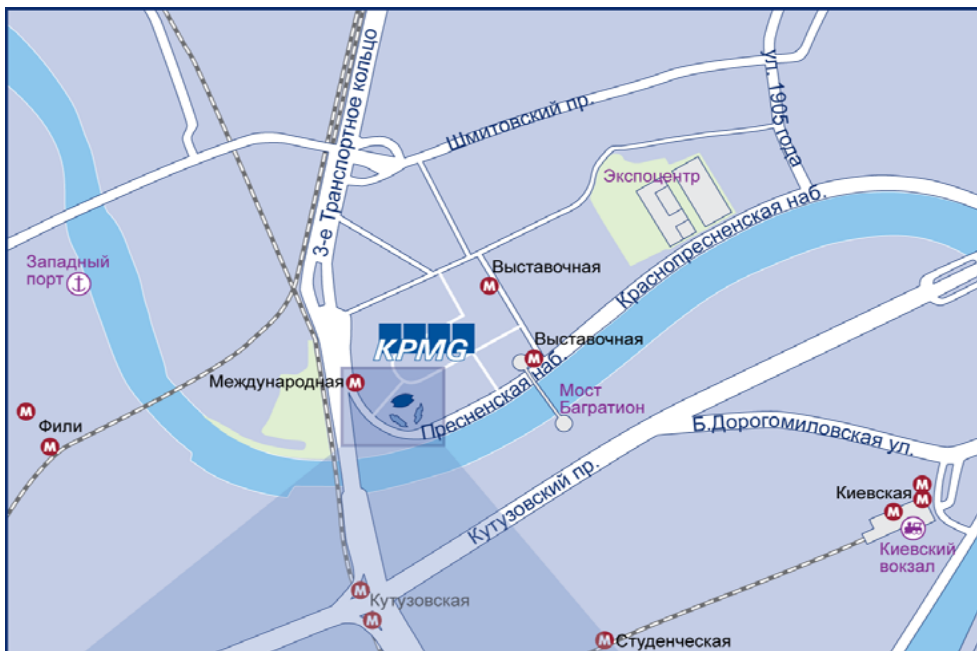 3-е Транспортное кольцо
Шмитовский пр.
ул. 1905 года
Экспоцентр
Краснопресненская наб.
Западный
порт
Выставочная
KPMG
Выставочная
Международная
Пресненская наб.
Мост
Багратион
Фили
Б.Дорогомиловская ул.
Кутузовский пр.
Киевская
Киевский
вокзал
Кутузовская
Студенческая
М
М
М
М
М
М
М
М
М
М
М